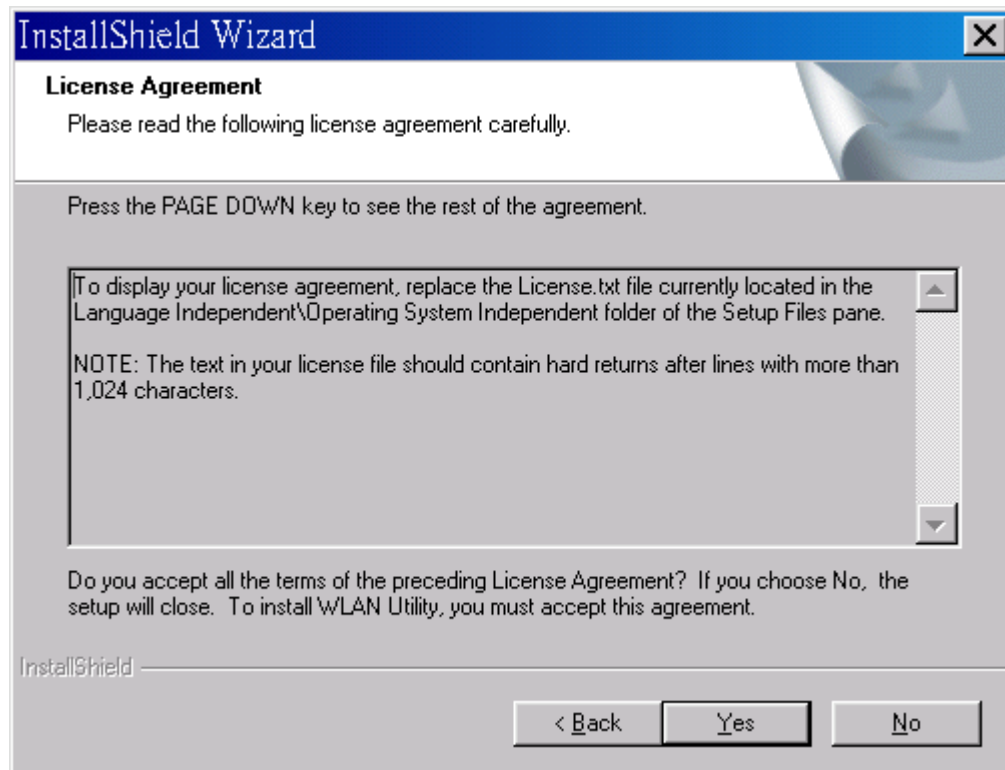 InstallShield Wizard
License Agreement
Please read the following license agreement carefully.
Press the PAGE DOWN key to see the rest of the agreement.
To display your license agreement, replace the License.txt file currently located in the
Language Independent\Operating System Independent folder of the Setup Files pane.
NOTE: The text in your license file should contain hard returns after lines with more than
1,024 characters.
Do you accept all the terms of the preceding License Agreement?  If you choose No,  the
setup will close.  To install WLAN Utility, you must accept this agreement.
InstallShield
< Back
Yes
No